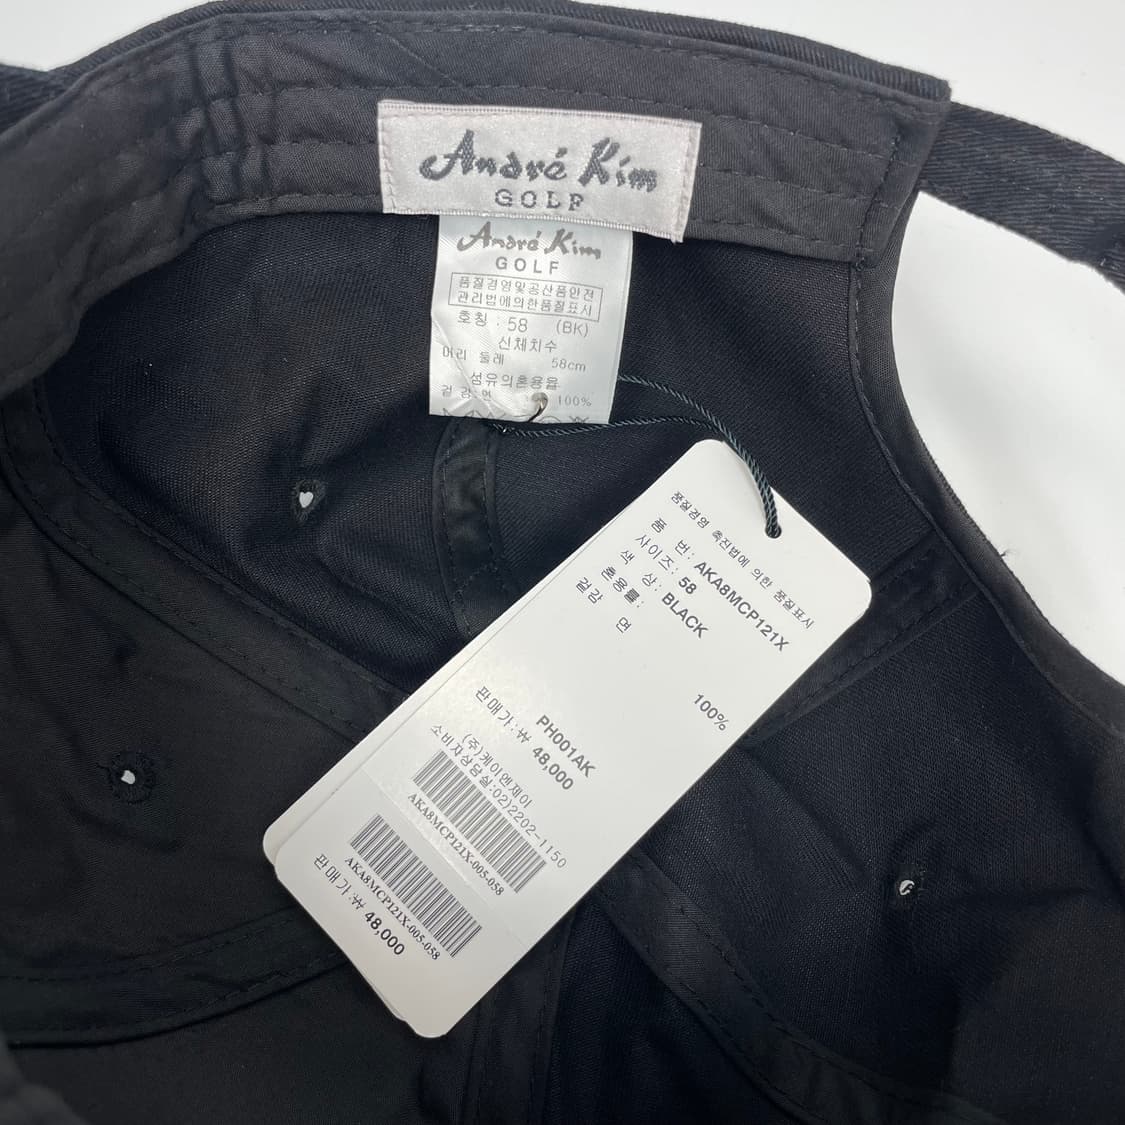 André Kim
GOLF
André Kim
GOLF
품질경영및공산품안전
관리법에의한품질표시
호칭 : 58 (BK)
신체치수
머리 둘레 58cm
섬유의혼용율
겉감 면 : 100%
품질경영 촉진법에 의한 품질표시
품 번: AKA8MCP121X
사이즈: 58
색 상: BLACK
혼용률:
겉감 면 100%
PH001AK
판매가:₩ 48,000
(주)케이엔제이
소비자상담실:02)2202-1150
AKA8MCP121X-005-058
AKA8MCP121X-005-058
판매가:₩ 48,000